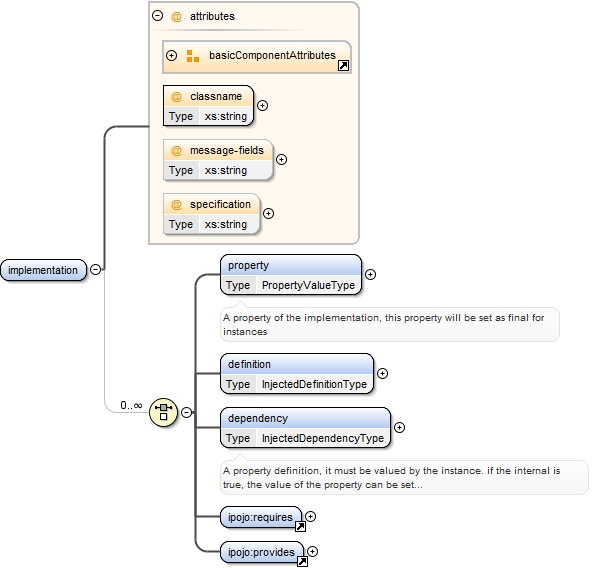 @ attributes
basicComponentAttributes
@ classname
Type xs:string
@ message-fields
Type xs:string
@ specification
Type xs:string
implementation
property
Type PropertyValueType
A property of the implementation, this property will be set as final for
instances
definition
Type InjectedDefinitionType
0..∞
dependency
Type InjectedDependencyType
A property definition, it must be valued by the instance. if the internal is
true, the value of the property can be set...
ipojo:requires
ipojo:provides